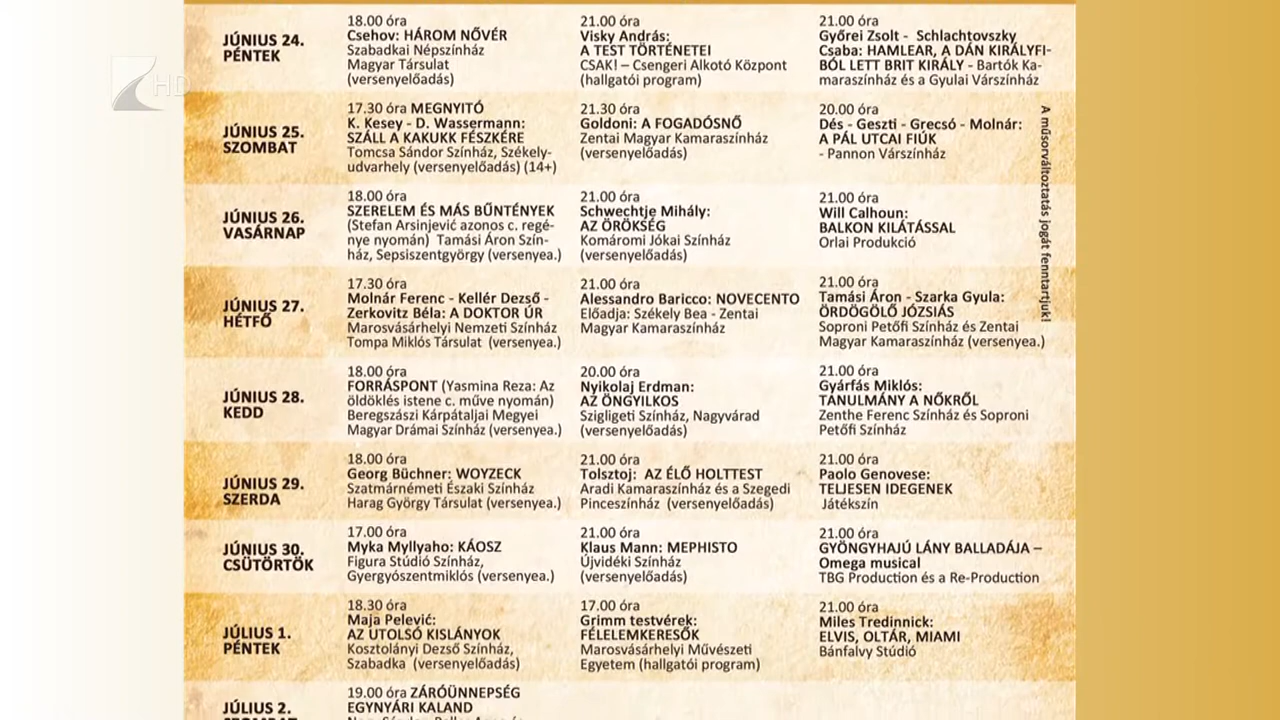 JÚNIUS 24.
PÉNTEK
18.00 óra
Csehov: HÁROM NŐVÉR
Szabadkai Népszínház
Magyar Társulat
(versenyelőadás)
21.00 óra
Visky András:
A TEST TÖRTÉNETEI
CSAK! – Csengeri Alkotó Központ
(hallgatói program)
21.00 óra
Győrei Zsolt - Schlachtovszky
Csaba: HAMLEAR, A DÁN KIRÁLYFI-
BÓL LETT BRIT KIRÁLY - Bartók Ka-
maraszínház és a Gyulai Várszínház
HD
JÚNIUS 25.
SZOMBAT
17.30 óra MEGNYITÓ
K. Kesey - D. Wassermann:
SZÁLL A KAKUKK FÉSZKÉRE
Tomcsa Sándor Színház, Székely-
udvarhely (versenyelőadás) (14+)
21.30 óra
Goldoni: A FOGADÓSNŐ
Zentai Magyar Kamaraszínház
(versenyelőadás)
20.00 óra
Dés - Geszti - Grecsó - Molnár:
A PÁL UTCAI FIÚK
- Pannon Várszínház
A műsorváltoztatás jogát fenntartjuk!
JÚNIUS 26.
VASÁRNAP
18.00 óra
SZERELEM ÉS MÁS BŰNTÉNYEK
(Stefan Arsinjević azonos c. regé-
nye nyomán) Tamási Áron Szín-
ház, Sepsiszentgyörgy (versenyea.)
21.00 óra
Schwechtje Mihály:
AZ ÖRÖKSÉG
Komáromi Jókai Színház
(versenyelőadás)
21.00 óra
Will Calhoun:
BALKON KILÁTÁSSAL
Orlai Produkció
JÚNIUS 27.
HÉTFŐ
17.30 óra
Molnár Ferenc - Kellér Dezső -
Zerkovitz Béla: A DOKTOR ÚR
Marosvásárhelyi Nemzeti Színház
Tompa Miklós Társulat (versenyea.)
21.00 óra
Alessandro Baricco: NOVECENTO
Előadja: Székely Bea - Zentai
Magyar Kamaraszínház
21.00 óra
Tamási Áron - Szarka Gyula:
ÖRDÖGÖLŐ JÓZSIÁS
Soproni Petőfi Színház és Zentai
Magyar Kamaraszínház (versenyea.)
JÚNIUS 28.
KEDD
18.00 óra
FORRÁSPONT (Yasmina Reza: Az
öldöklés istene c. műve nyomán)
Beregszászi Kárpátaljai Megyei
Magyar Drámai Színház (versenyea.)
20.00 óra
Nyikolaj Erdman:
AZ ÖNGYILKOS
Szigligeti Színház, Nagyvárad
(versenyelőadás)
21.00 óra
Gyárfás Miklós:
TANULMÁNY A NŐKRŐL
Zenthe Ferenc Színház és Soproni
Petőfi Színház
JÚNIUS 29.
SZERDA
18.00 óra
Georg Büchner: WOYZECK
Szatmárnémeti Északi Színház
Harag György Társulat (versenyea.)
21.00 óra
Tolsztoj: AZ ÉLŐ HOLTTEST
Aradi Kamaraszínház és a Szegedi
Pinceszínház (versenyelőadás)
21.00 óra
Paolo Genovese:
TELJESEN IDEGENEK
Játékszín
JÚNIUS 30.
CSÜTÖRTÖK
17.00 óra
Myka Myllyaho: KÁOSZ
Figura Stúdió Színház,
Gyergyószentmiklós (versenyea.)
21.00 óra
Klaus Mann: MEPHISTO
Újvidéki Színház
(versenyelőadás)
21.00 óra
GYÖNGYHAJÚ LÁNY BALLADÁJA –
Omega musical
TBG Production és a Re-Production
JÚLIUS 1.
PÉNTEK
18.30 óra
Maja Pelević:
AZ UTOLSÓ KISLÁNYOK
Kosztolányi Dezső Színház,
Szabadka (versenyelőadás)
17.00 óra
Grimm testvérek:
FÉLELEMKERESŐK
Marosvásárhelyi Művészeti
Egyetem (hallgatói program)
21.00 óra
Miles Tredinnick:
ELVIS, OLTÁR, MIAMI
Bánfalvy Stúdió
JÚLIUS 2.
19.00 óra ZÁRÓÜNNEPSÉG
EGYNYÁRI KALAND